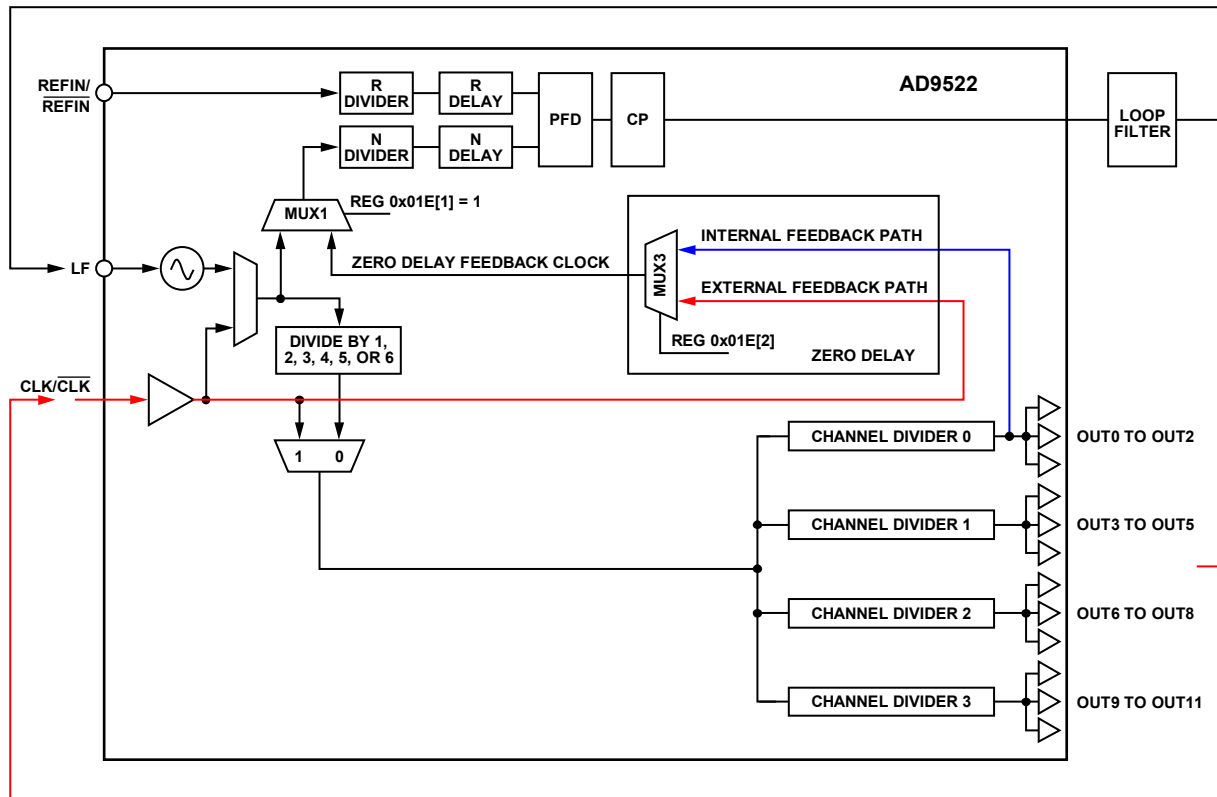 AD9522
REFIN/
REFIN
R
DIVIDER
R
DELAY
PFD
CP
LOOP
FILTER
N
DIVIDER
N
DELAY
REG 0x01E[1] = 1
MUX1
INTERNAL FEEDBACK PATH
LF
ZERO DELAY FEEDBACK CLOCK
MUX3
EXTERNAL FEEDBACK PATH
DIVIDE BY 1,
2, 3, 4, 5, OR 6
REG 0x01E[2]
ZERO DELAY
CLK/CLK
1 0
CHANNEL DIVIDER 0
OUT0 TO OUT2
CHANNEL DIVIDER 1
OUT3 TO OUT5
CHANNEL DIVIDER 2
OUT6 TO OUT8
CHANNEL DIVIDER 3
OUT9 TO OUT11